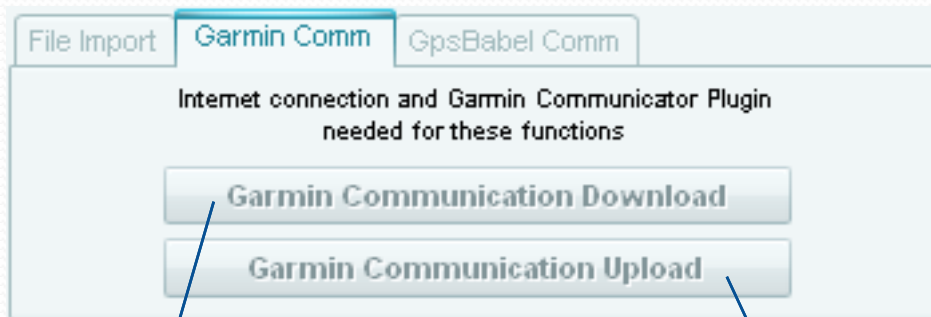 File Import Garmin Comm GpsBabel Comm
Internet connection and Garmin Communicator Plugin
needed for these functions
Garmin Communication Download
Garmin Communication Upload